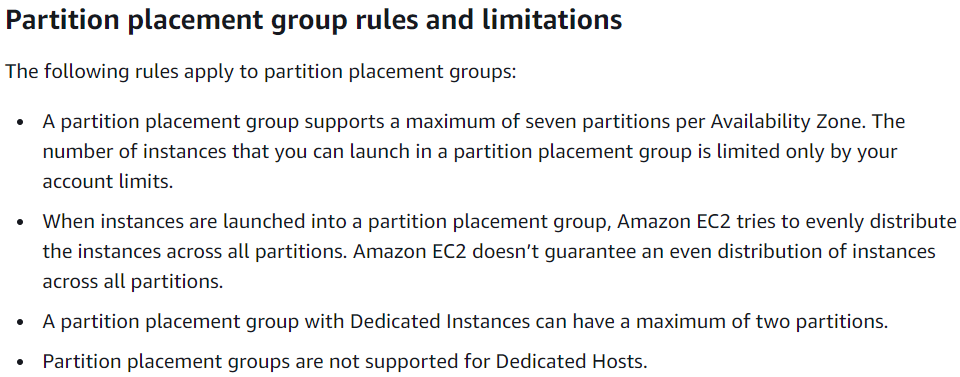 Partition placement group rules and limitations
The following rules apply to partition placement groups:
• A partition placement group supports a maximum of seven partitions per Availability Zone. The
number of instances that you can launch in a partition placement group is limited only by your
account limits.
• When instances are launched into a partition placement group, Amazon EC2 tries to evenly distribute
the instances across all partitions. Amazon EC2 doesn’t guarantee an even distribution of instances
across all partitions.
• A partition placement group with Dedicated Instances can have a maximum of two partitions.
• Partition placement groups are not supported for Dedicated Hosts.